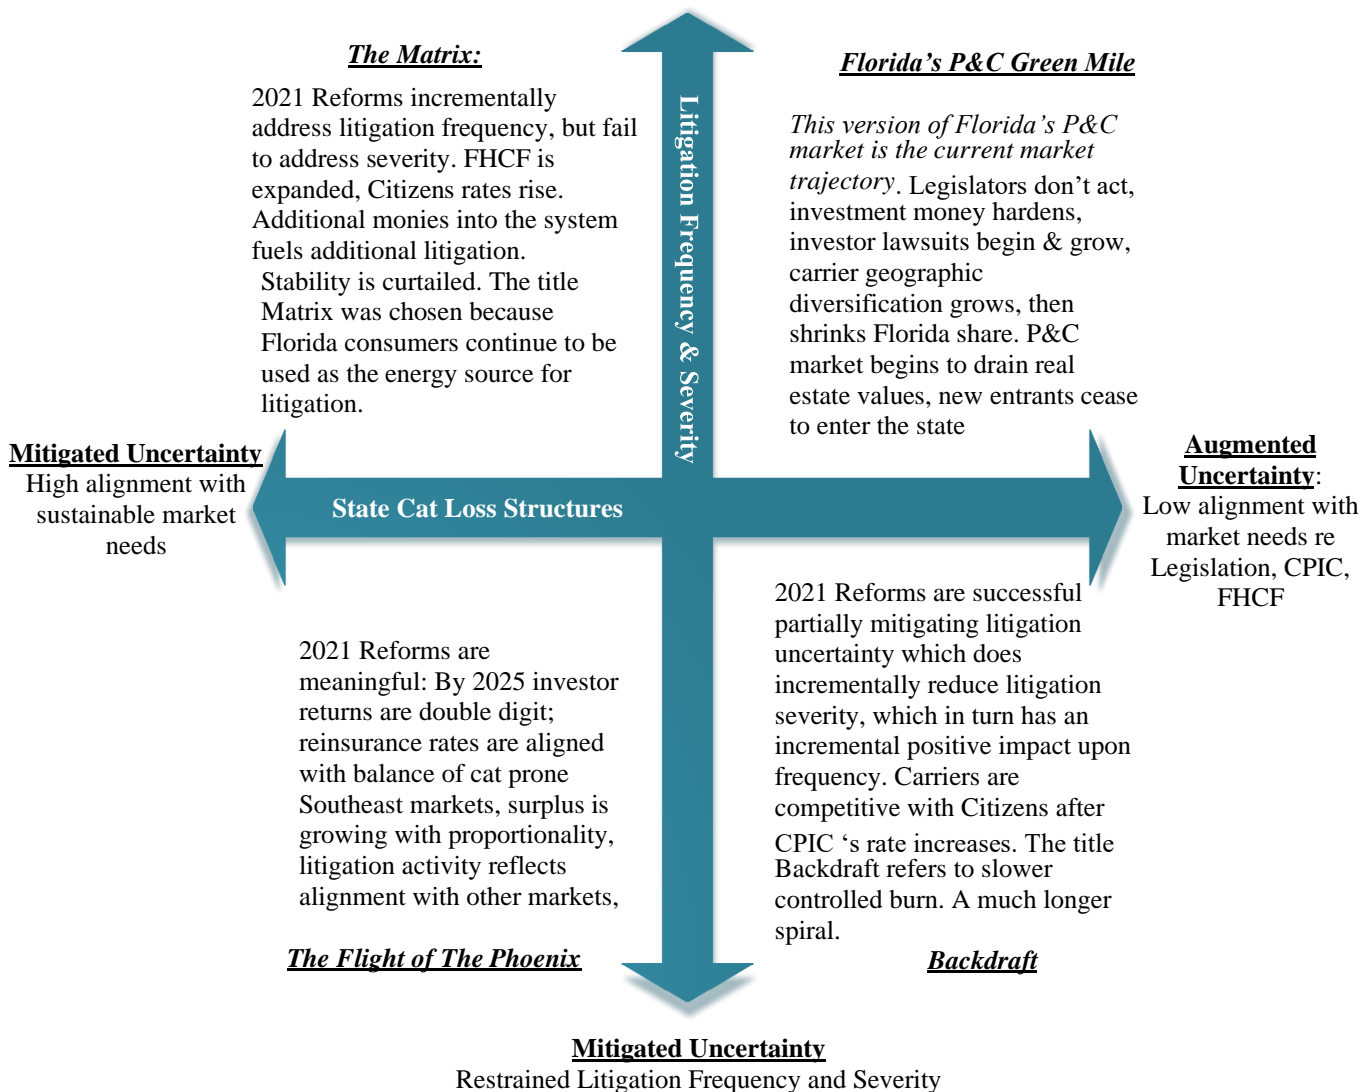 The Matrix:
2021 Reforms incrementally
address litigation frequency, but fail
to address severity. FHCF is
expanded, Citizens rates rise.
Additional monies into the system
fuels additional litigation.
Stability is curtailed. The title
Matrix was chosen because
Florida consumers continue to be
used as the energy source for
litigation.
Litigation Frequency & Severity
Florida’s P&C Green Mile
This version of Florida’s P&C
market is the current market
trajectory. Legislators don’t act,
investment money hardens,
investor lawsuits begin & grow,
carrier geographic
diversification grows, then
shrinks Florida share. P&C
market begins to drain real
estate values, new entrants cease
to enter the state
Mitigated Uncertainty
High alignment with
sustainable market
needs
State Cat Loss Structures
Augmented
Uncertainty:
Low alignment with
market needs re
Legislation, CPIC,
FHCF
2021 Reforms are
meaningful: By 2025 investor
returns are double digit;
reinsurance rates are aligned
with balance of cat prone
Southeast markets, surplus is
growing with proportionality,
litigation activity reflects
alignment with other markets,
The Flight of The Phoenix
2021 Reforms are successful
partially mitigating litigation
uncertainty which does
incrementally reduce litigation
severity, which in turn has an
incremental positive impact upon
frequency. Carriers are
competitive with Citizens after
CPIC ‘s rate increases. The title
Backdraft refers to slower
controlled burn. A much longer
spiral.
Backdraft
Mitigated Uncertainty
Restrained Litigation Frequency and Severity